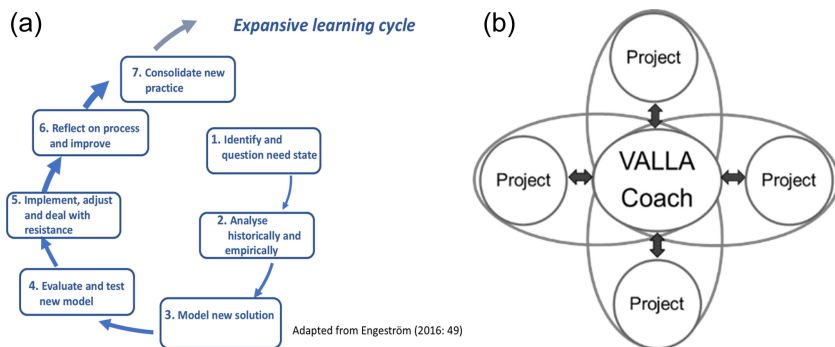 (a)
Expansive learning cycle
7. Consolidate new
practice
6. Reflect on process
and improve
1. Identify and
question need state
5. Implement, adjust
and deal with
resistance
2. Analyse
historically and
empirically
4. Evaluate and test
new model
3. Model new solution
Adapted from Engeström (2016: 49)
(b)
Project
Project
VALLA
Coach
Project
Project